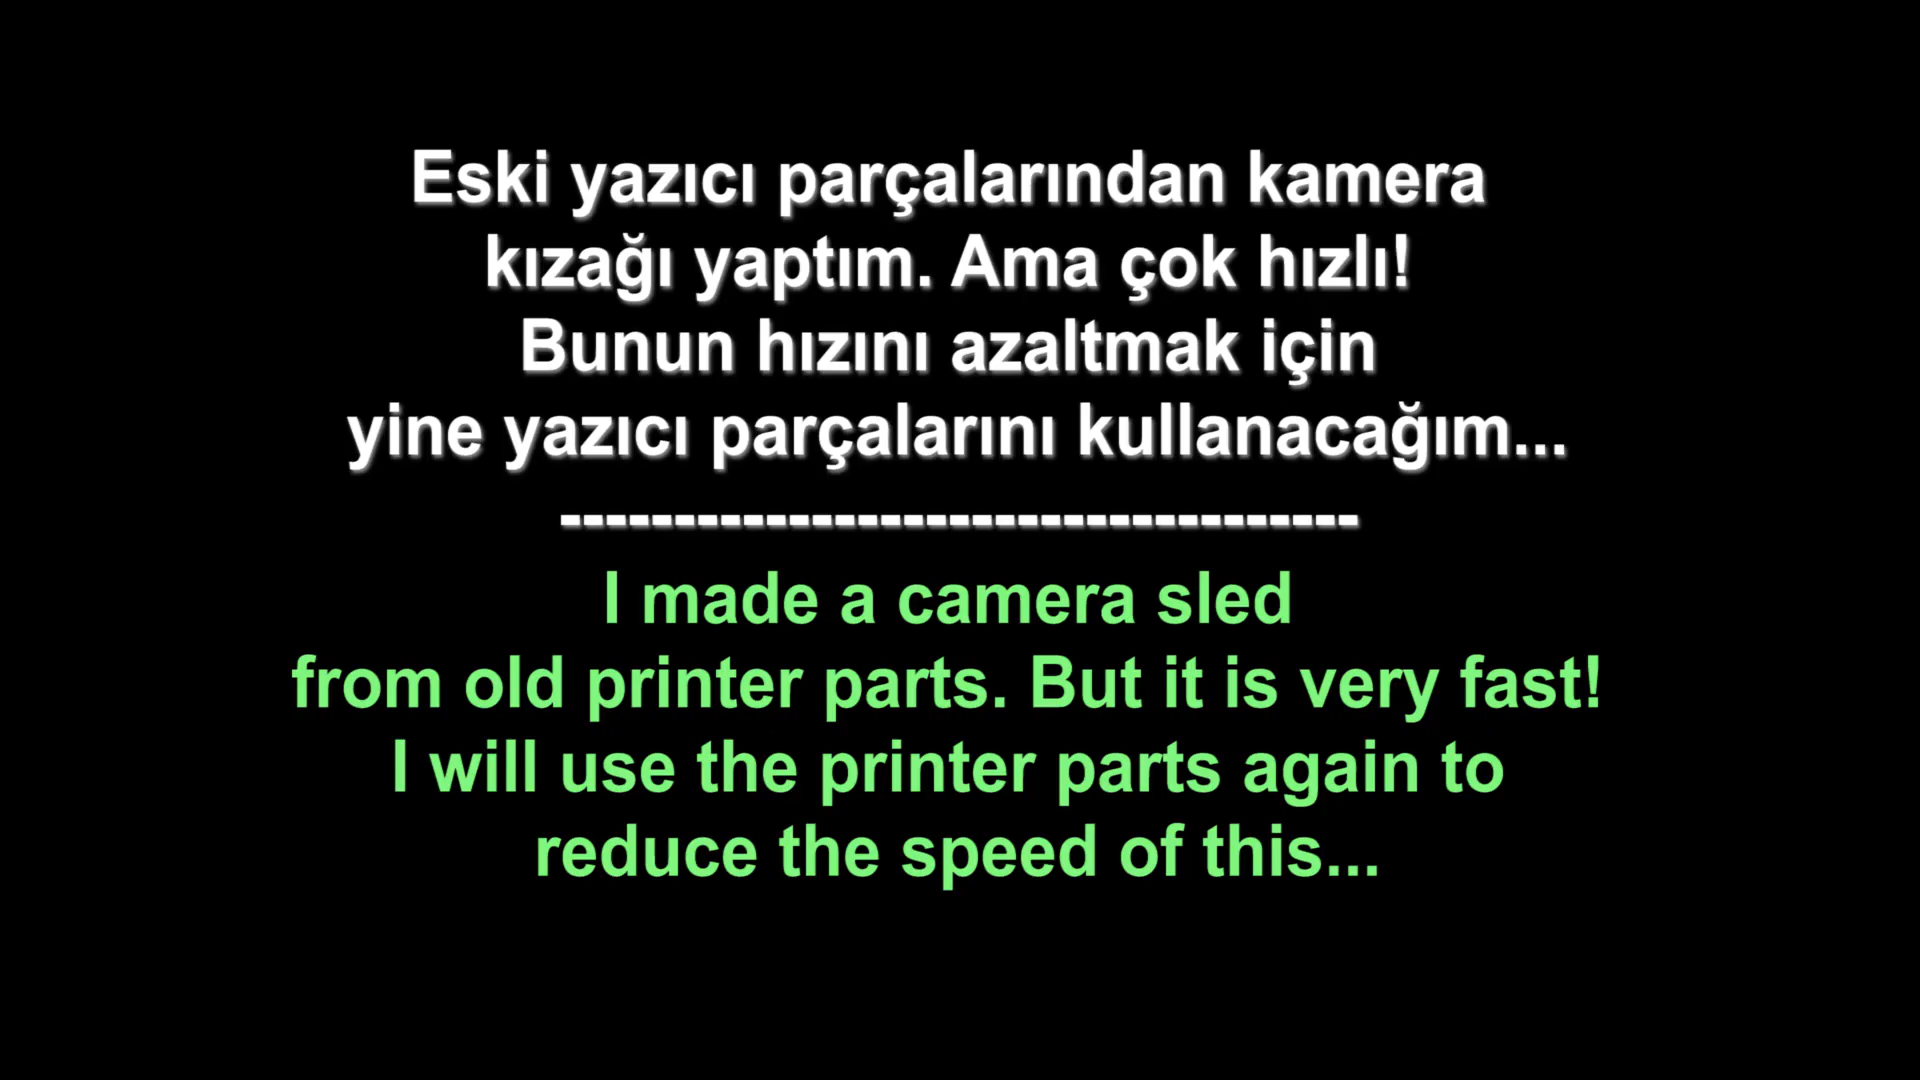 Eski yazıcı parçalarından kamera
kızağı yaptım. Ama çok hızlı!
Bunun hızını azaltmak için
yine yazıcı parçalarını kullanacağım...
-----------------------------------
I made a camera sled
from old printer parts. But it is very fast!
I will use the printer parts again to
reduce the speed of this...